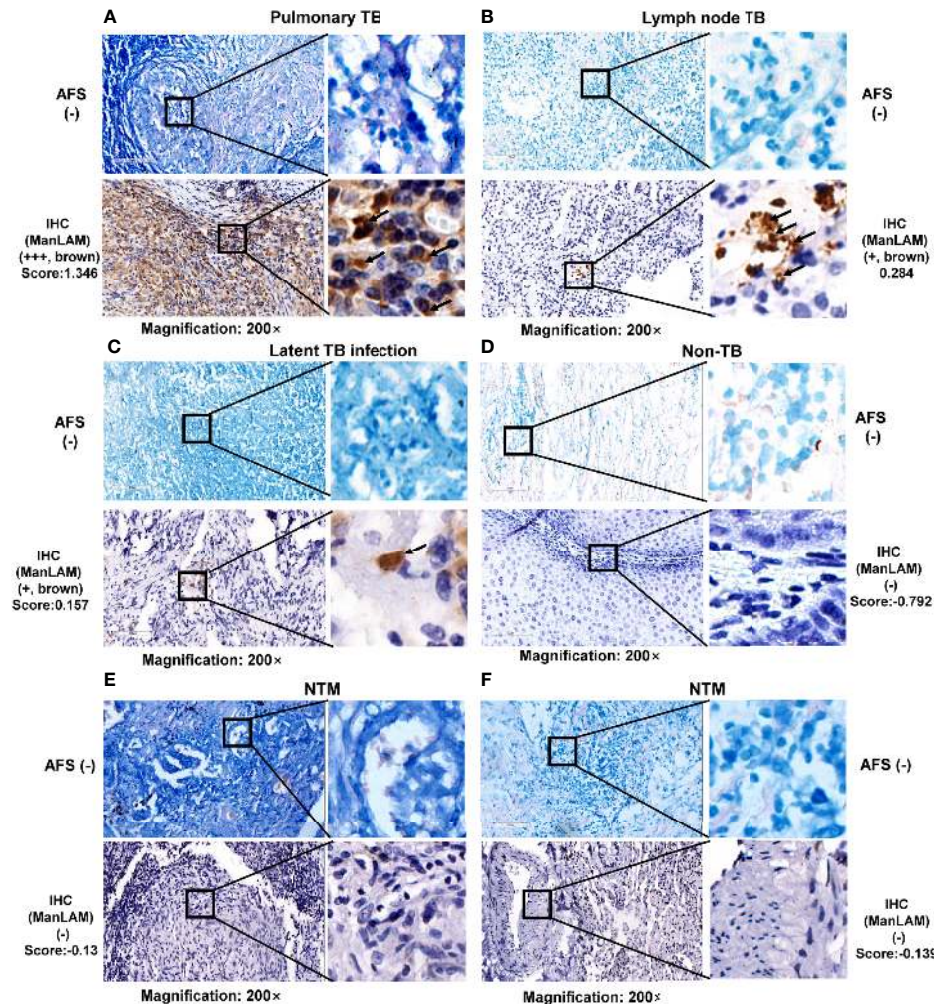 A
Pulmonary TB
B
Lymph node TB
AFS
(-)
AFS
(-)
IHC
(ManLAM)
(+++, brown)
Score:1.346
IHC
(ManLAM)
(+, brown)
0.284
Magnification: 200×
Magnification: 200×
C
Latent TB infection
D
Non-TB
AFS
(-)
AFS
(-)
IHC
(ManLAM)
(+, brown)
Score:0.157
IHC
(ManLAM)
(-)
Score:-0.792
Magnification: 200×
Magnification: 200×
E
NTM
F
NTM
AFS (-)
AFS (-)
IHC
(ManLAM)
(-)
Score:-0.13
IHC
(ManLAM)
(-)
Score:-0.139
Magnification: 200×
Magnification: 200×